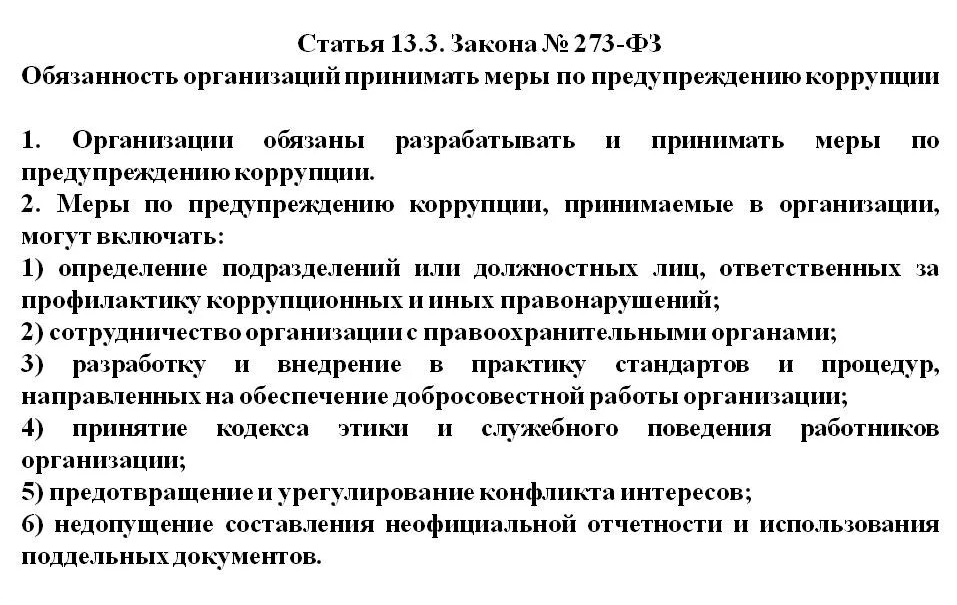 Статья 13.3. Закона № 273-ФЗ
Обязанность организаций принимать меры по предупреждению коррупции
1. Организации обязаны разрабатывать и принимать меры по
предупреждению коррупции.
2. Меры по предупреждению коррупции, принимаемые в организации,
могут включать:
1) определение подразделений или должностных лиц, ответственных за
профилактику коррупционных и иных правонарушений;
2) сотрудничество организации с правоохранительными органами;
3) разработку и внедрение в практику стандартов и процедур,
направленных на обеспечение добросовестной работы организации;
4) принятие кодекса этики и служебного поведения работников
организации;
5) предотвращение и урегулирование конфликта интересов;
6) недопущение составления неофициальной отчетности и использования
поддельных документов.